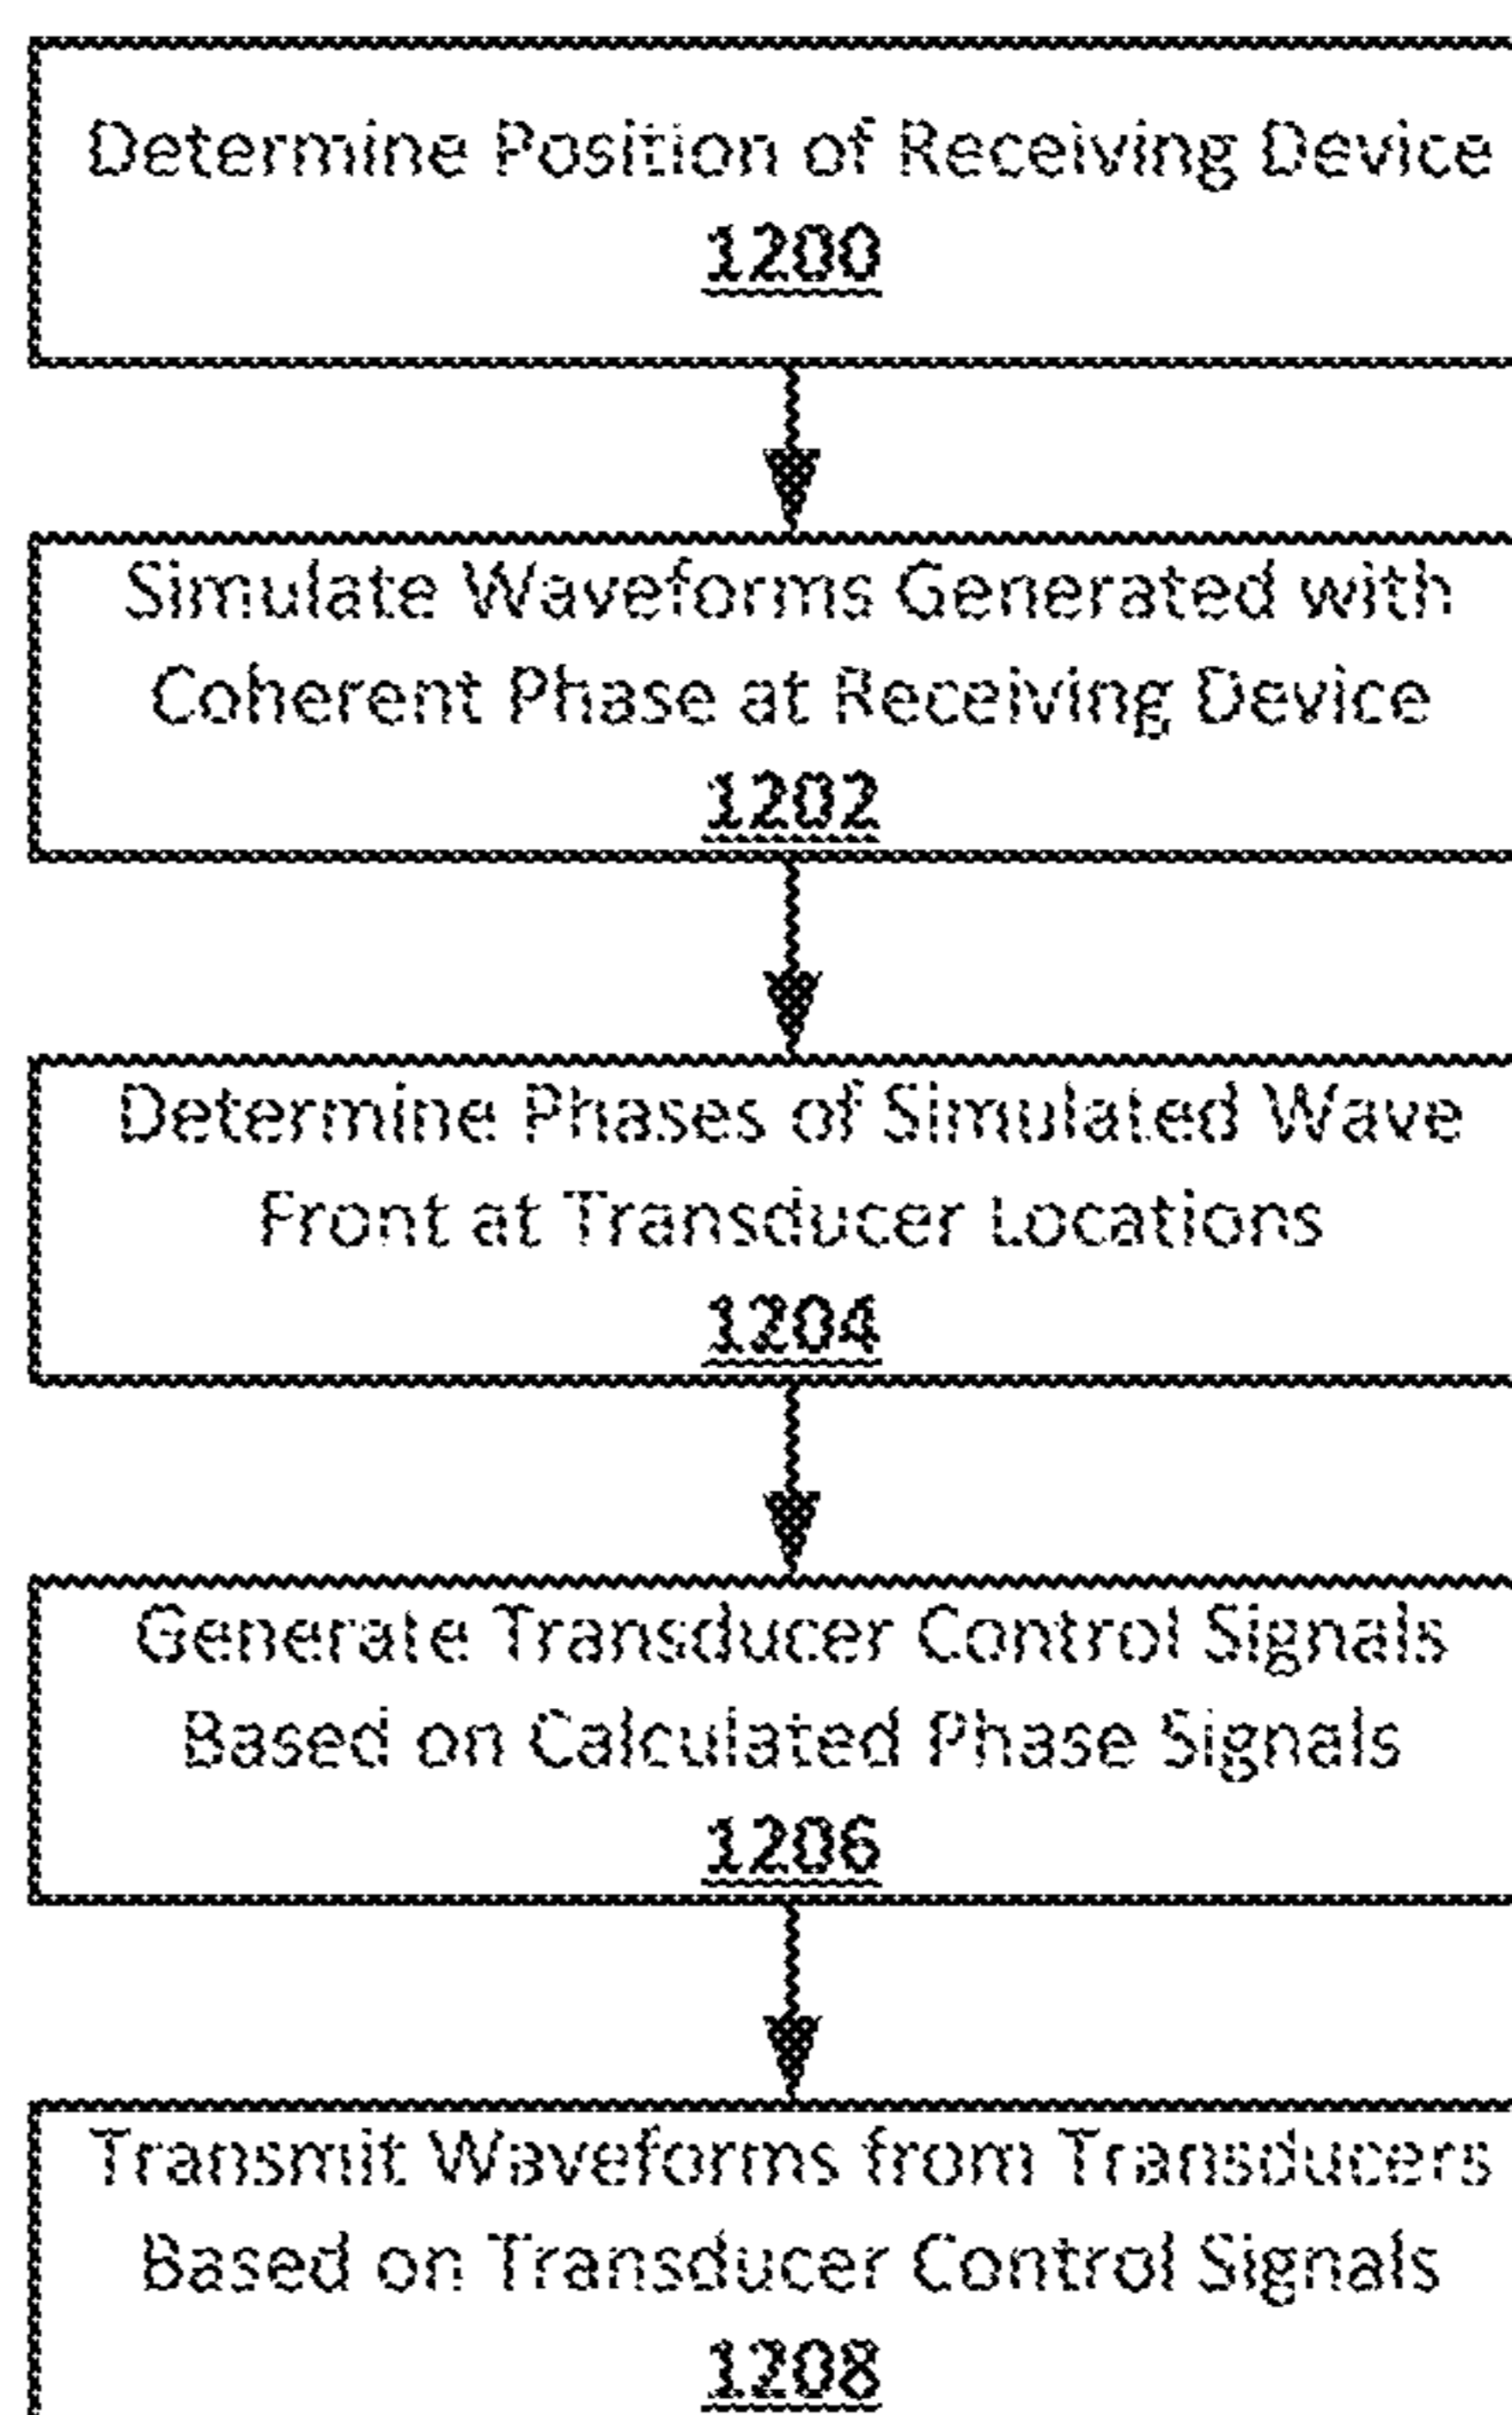 Determine Position of Receiving Device
1200
Simulate Waveforms Generated with
Coherent Phase at Receiving Device
1202
Determine Phases of Simulated Wave
Front at Transducer Locations
1204
Generate Transducer Control Signals
Based on Calculated Phase Signals
1206
Transmit Waveforms from Transducers
Based on Transducer Control Signals
1208